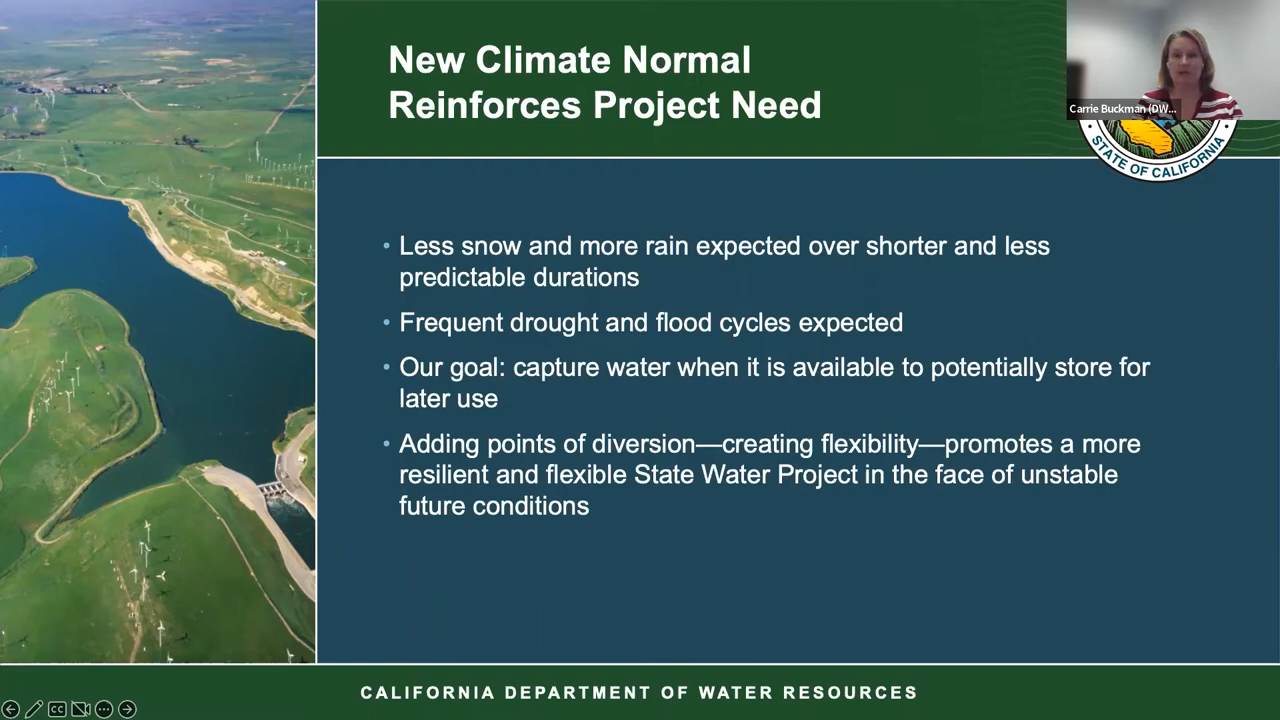 New Climate Normal
Reinforces Project Need
Carrie Buckman (DW...
STATE OF CALIFORNIA
• Less snow and more rain expected over shorter and less
predictable durations
• Frequent drought and flood cycles expected
• Our goal: capture water when it is available to potentially store for
later use
• Adding points of diversion—creating flexibility—promotes a more
resilient and flexible State Water Project in the face of unstable
future conditions
CALIFORNIA DEPARTMENT OF WATER RESOURCES
CC